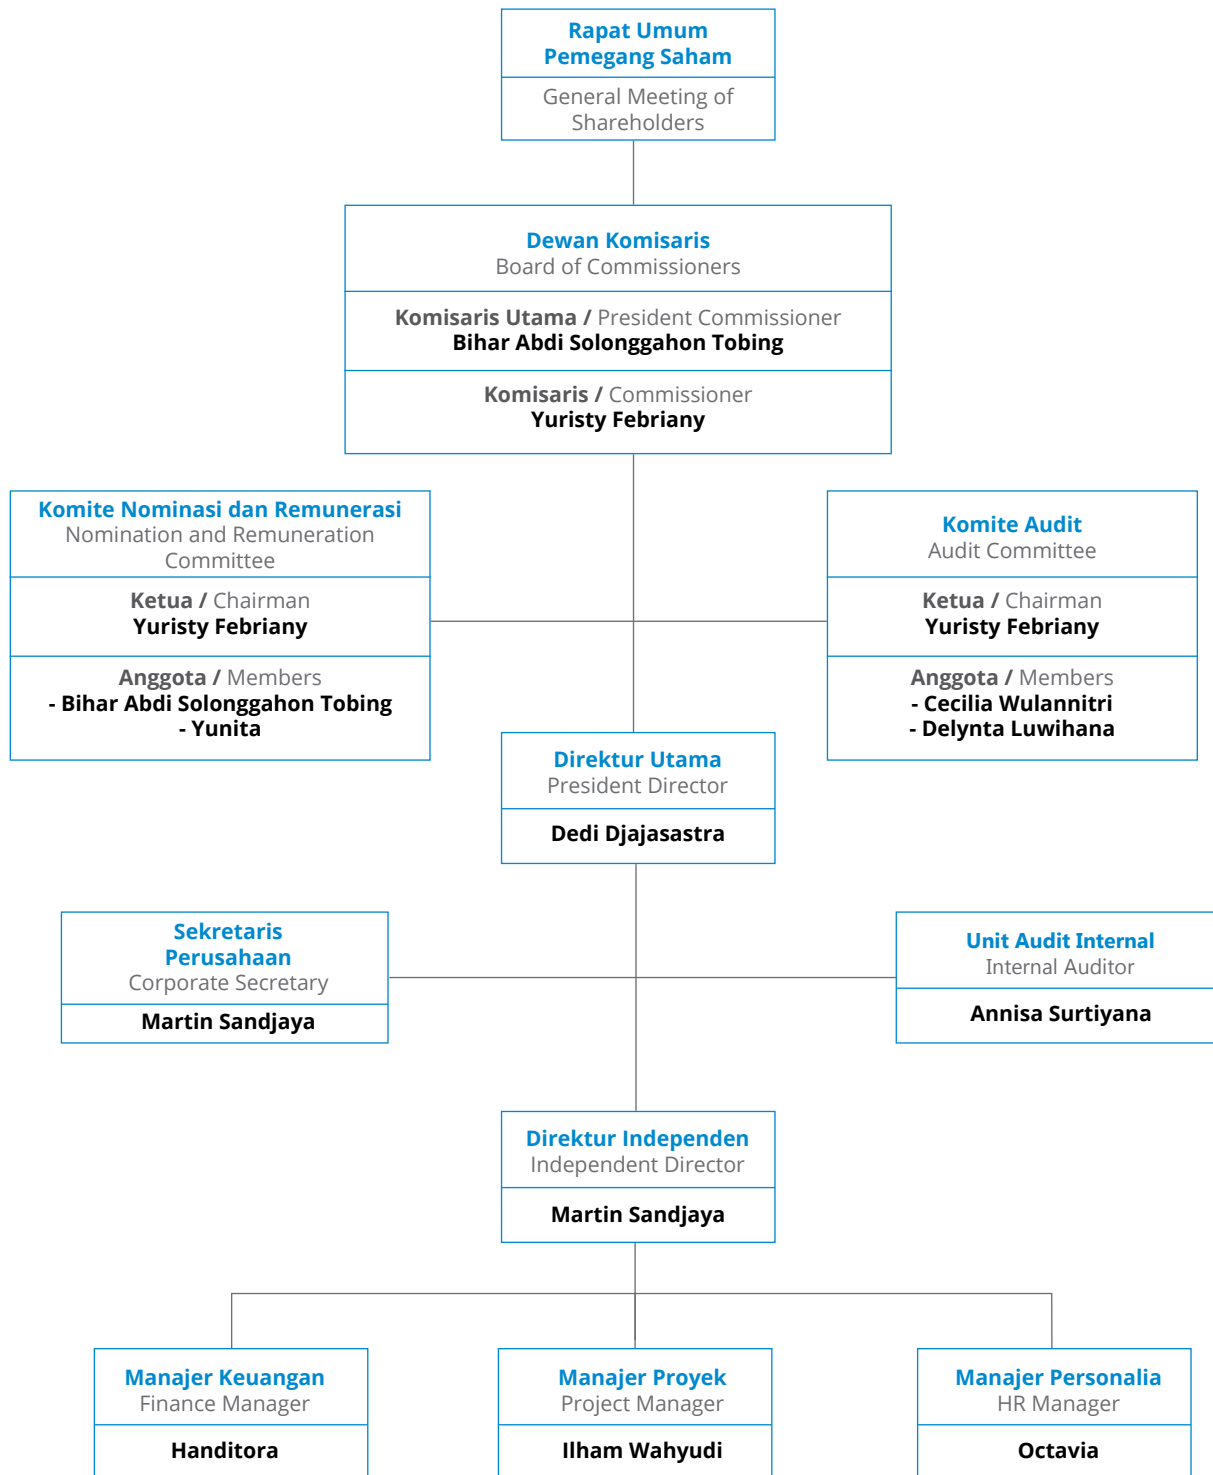 Rapat Umum
Pemegang Saham
General Meeting of
Shareholders
Dewan Komisaris
Board of Commissioners
Komisaris Utama / President Commissioner
Bihar Abdi Solonggahon Tobing
Komisaris / Commissioner
Yuristy Febriany
Komite Nominasi dan Remunerasi
Nomination and Remuneration
Committee
Ketua / Chairman
Yuristy Febriany
Anggota / Members
- Bihar Abdi Solonggahon Tobing
- Yunita
Komite Audit
Audit Committee
Ketua / Chairman
Yuristy Febriany
Anggota / Members
- Cecilia Wulannitri
- Delynta Luwihana
Direktur Utama
President Director
Dedi Djajasastra
Sekretaris
Perusahaan
Corporate Secretary
Martin Sandjaya
Unit Audit Internal
Internal Auditor
Annisa Surtiyana
Direktur Independen
Independent Director
Martin Sandjaya
Manajer Keuangan
Finance Manager
Handitora
Manajer Proyek
Project Manager
Ilham Wahyudi
Manajer Personalia
HR Manager
Octavia